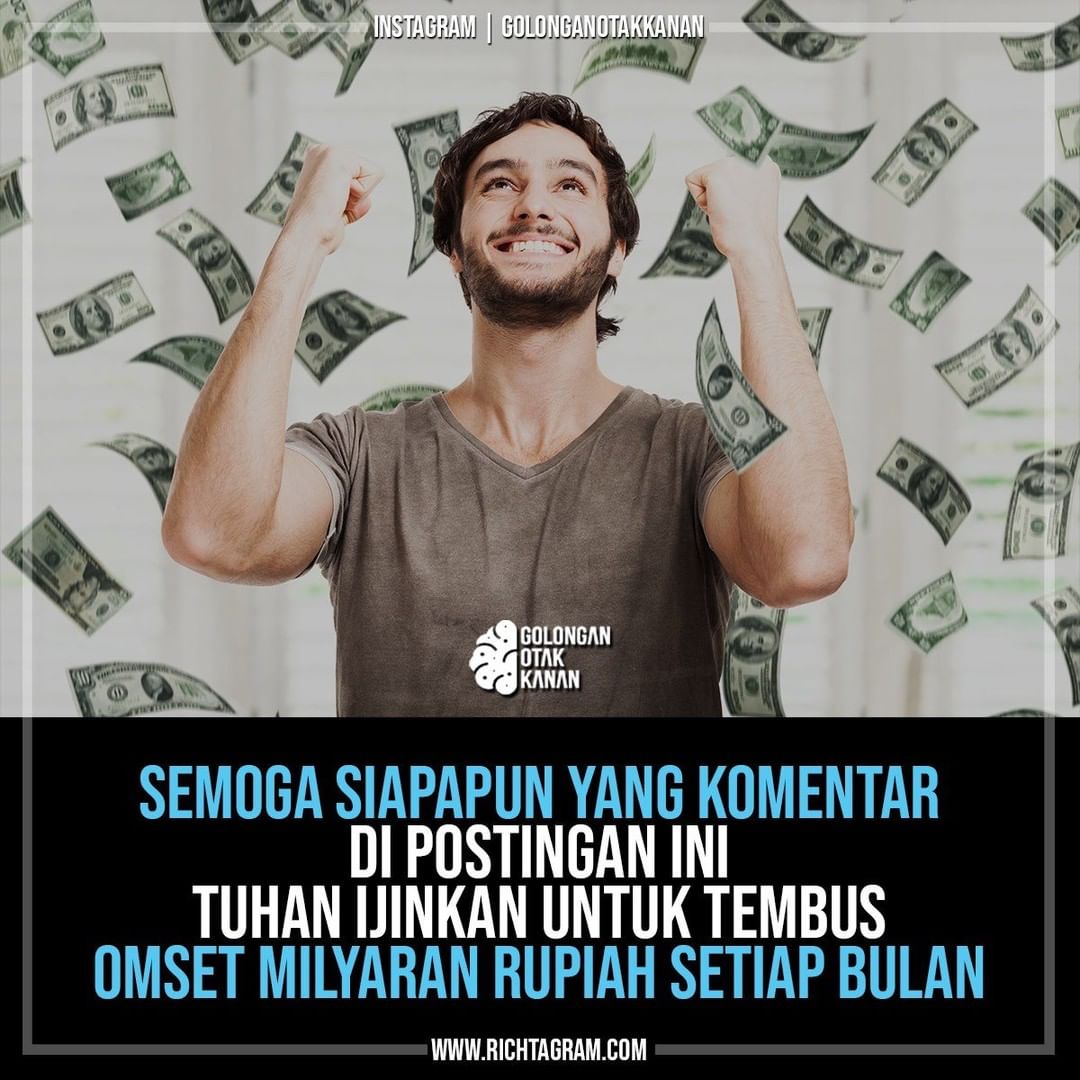 INSTAGRAM | GOLONGANOTAKKANAN
GOLONGAN
OTAK
KANAN
SEMOGA SIAPAPUN YANG KOMENTAR
DI POSTINGAN INI
TUHAN IJINKAN UNTUK TEMBUS
OMSET MILYARAN RUPIAH SETIAP BULAN
WWW.RICHTAGRAM.COM